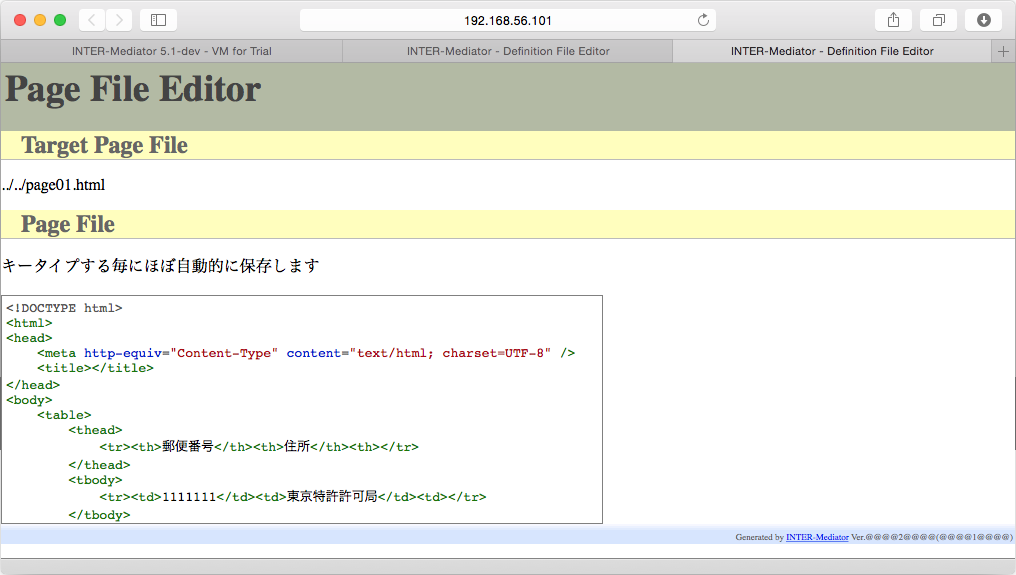 192.168.56.101
INTER-Mediator 5.1-dev - VM for Trial
INTER-Mediator - Definition File Editor
INTER-Mediator - Definition File Editor
Page File Editor
Target Page File
../../page01.html
Page File
キータイプする毎にほぼ自動的に保存します
<!DOCTYPE html>
<html>
<head>
    <meta http-equiv="Content-Type" content="text/html; charset=UTF-8" />
    <title></title>
</head>
<body>
    <table>
        <thead>
            <tr><th>郵便番号</th><th>住所</th><th></tr>
        </thead>
        <tbody>
            <tr><td>1111111</td><td>東京特許許可局</td><td></tr>
        </tbody>
Generated by INTER-Mediator Ver.@@@@2@@@@(@@@@1@@@@)